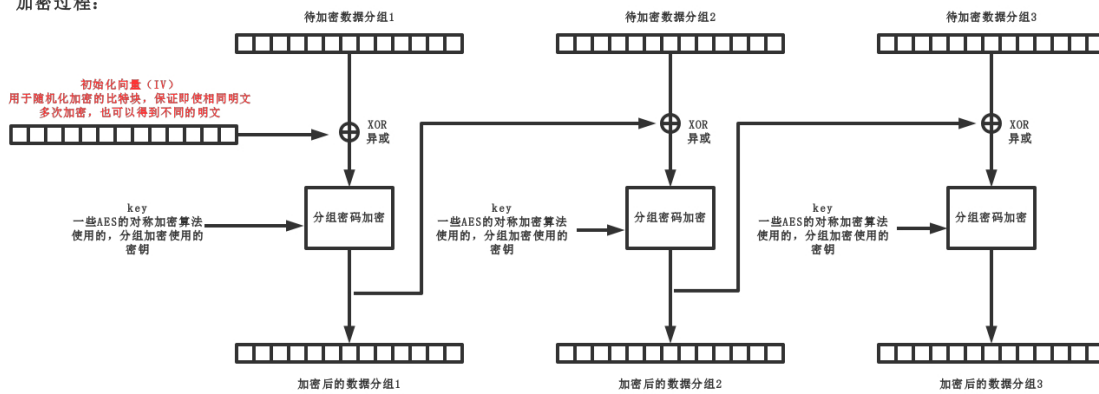 加密过程:
待加密数据分组1
待加密数据分组2
待加密数据分组3
初始化向量（IV）
用于随机化加密的比特块，保证即使相同明文
多次加密，也可以得到不同的明文
XOR
异或
XOR
异或
XOR
异或
key
一些AES的对称加密算法
使用的，分组加密使用的
密钥
分组密码加密
key
一些AES的对称加密算法
使用的，分组加密使用的
密钥
分组密码加密
key
一些AES的对称加密算法
使用的，分组加密使用的
密钥
分组密码加密
加密后的数据分组1
加密后的数据分组2
加密后的数据分组3